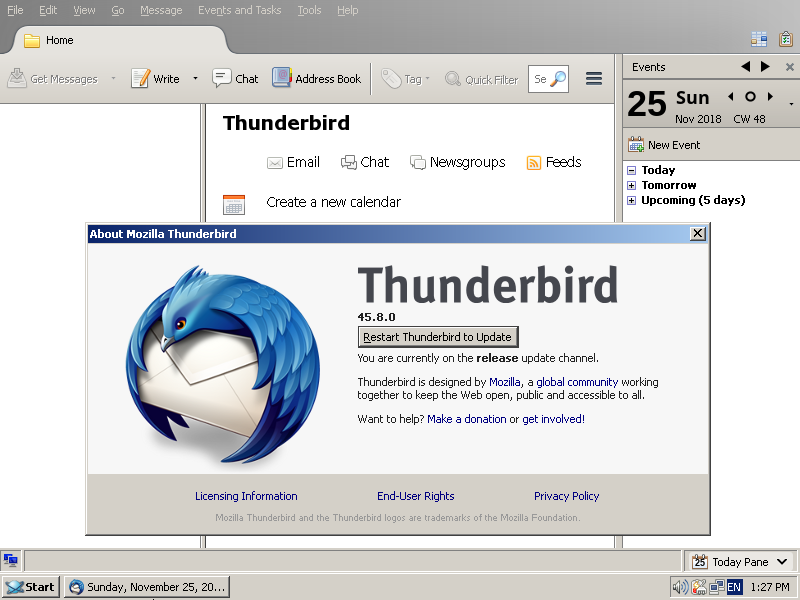 File Edit View Go Message Events and Tasks Tools Help
Home
Get Messages Write Chat Address Book Tag Quick Filter Se
Events
25 Sun
Nov 2018 CW 48
New Event
Today
Tomorrow
Upcoming (5 days)
Thunderbird
Email Chat Newsgroups Feeds
Create a new calendar
About Mozilla Thunderbird
Thunderbird
45.8.0
Restart Thunderbird to Update
You are currently on the release update channel.
Thunderbird is designed by Mozilla, a global community working
together to keep the Web open, public and accessible to all.
Want to help? Make a donation or get involved!
Licensing Information End-User Rights Privacy Policy
Mozilla Thunderbird and the Thunderbird logos are trademarks of the Mozilla Foundation.
25 Today Pane
Start Sunday, November 25, 20... EN 1:27 PM